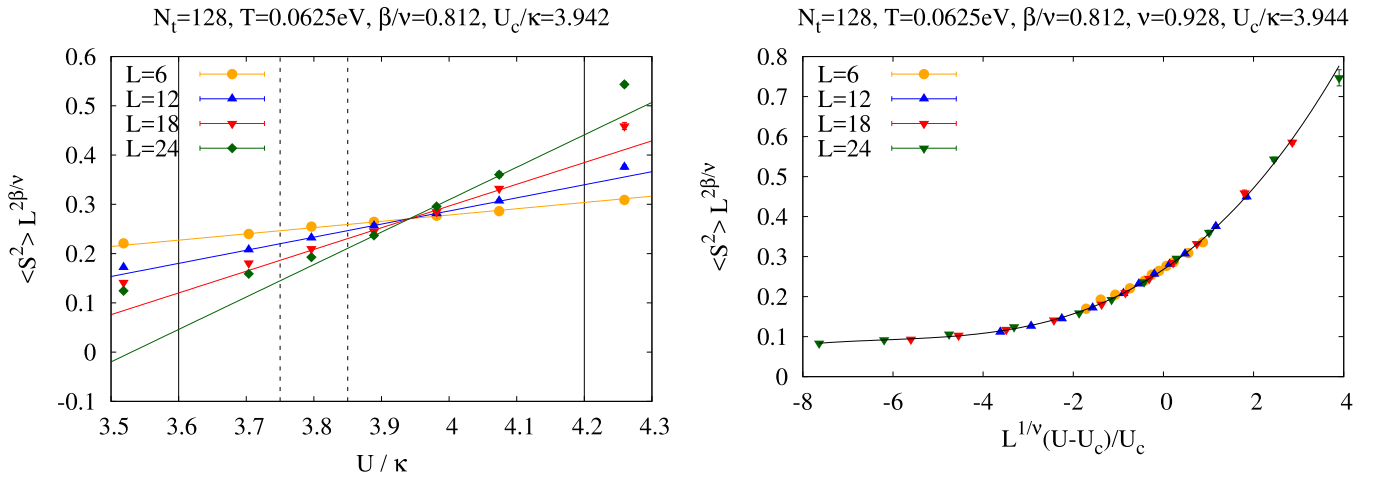 N_t=128, T=0.0625eV, β/ν=0.812, U_c/κ=3.942
<S^2> L^{2β/ν}
0.6
0.5
0.4
0.3
0.2
0.1
0
-0.1
L=6
L=12
L=18
L=24
3.5 3.6 3.7 3.8 3.9 4 4.1 4.2 4.3
U / κ
N_t=128, T=0.0625eV, β/ν=0.812, ν=0.928, U_c/κ=3.944
<S^2> L^{2β/ν}
0.8
0.7
0.6
0.5
0.4
0.3
0.2
0.1
0
L=6
L=12
L=18
L=24
-8 -6 -4 -2 0 2 4
L^{1/ν}(U-U_c)/U_c